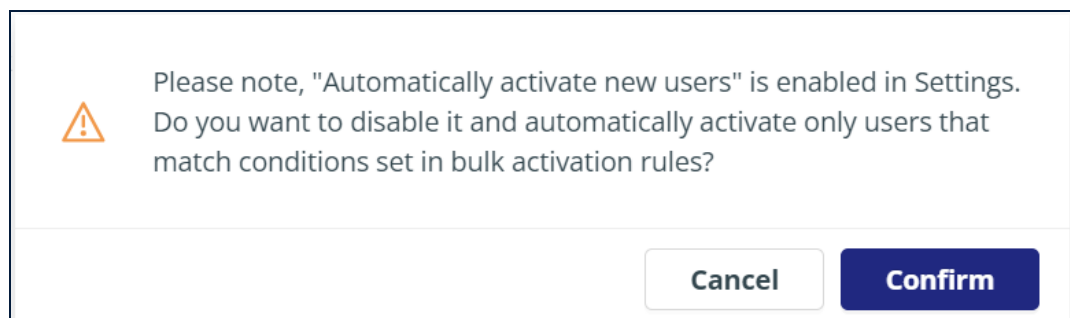 Please note, "Automatically activate new users" is enabled in Settings.
Do you want to disable it and automatically activate only users that
match conditions set in bulk activation rules?
Cancel
Confirm